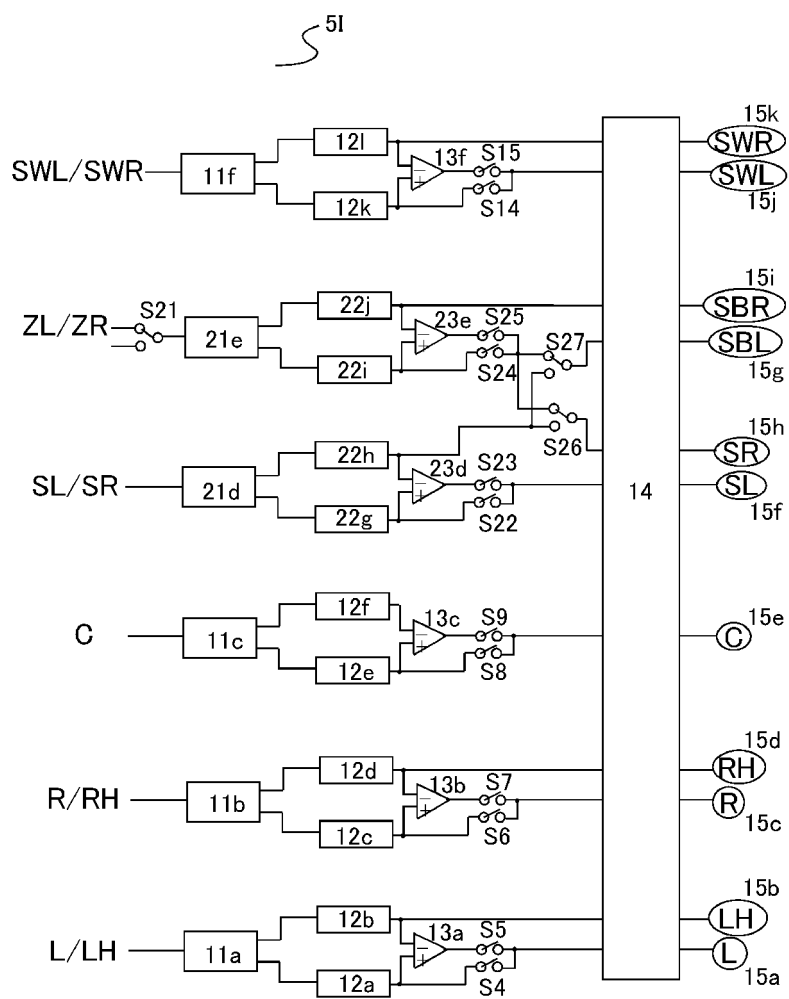 5I
15k
12l
13f
S15
SWR
SWL/SWR
11f
SWL
12k
S14
15j
15i
S21
22j
23e
S25
SBR
ZL/ZR
21e
S27
SBL
22i
S24
15g
15h
22h
S26
SR
23d
S23
SL/SR
21d
14
SL
22g
S22
15f
12f
13c
S9
15e
C
11c
C
12e
S8
15d
12d
13b
S7
RH
R/RH
11b
R
12c
S6
15c
15b
12b
13a
S5
LH
L/LH
11a
L
12a
S4
15a